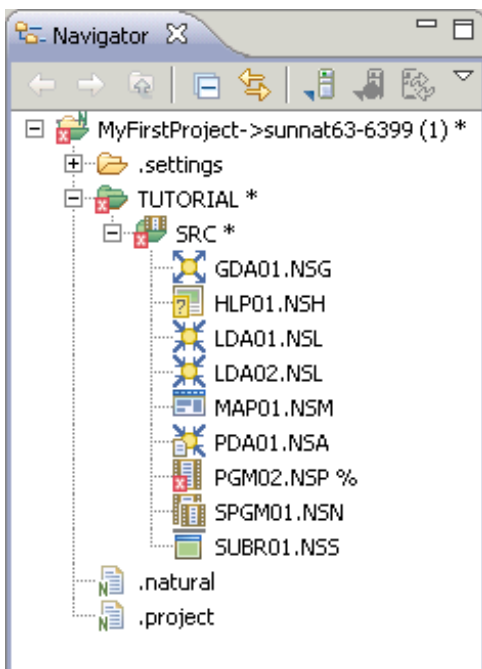 Navigator
MyFirstProject->sunnat63-6399 (1) *
.settings
TUTORIAL *
SRC *
GDA01.NSG
HLP01.NSH
LDA01.NSL
LDA02.NSL
MAP01.NSM
PDA01.NSA
PGM02.NSP %
SPGM01.NSN
SUBR01.NSS
.natural
.project